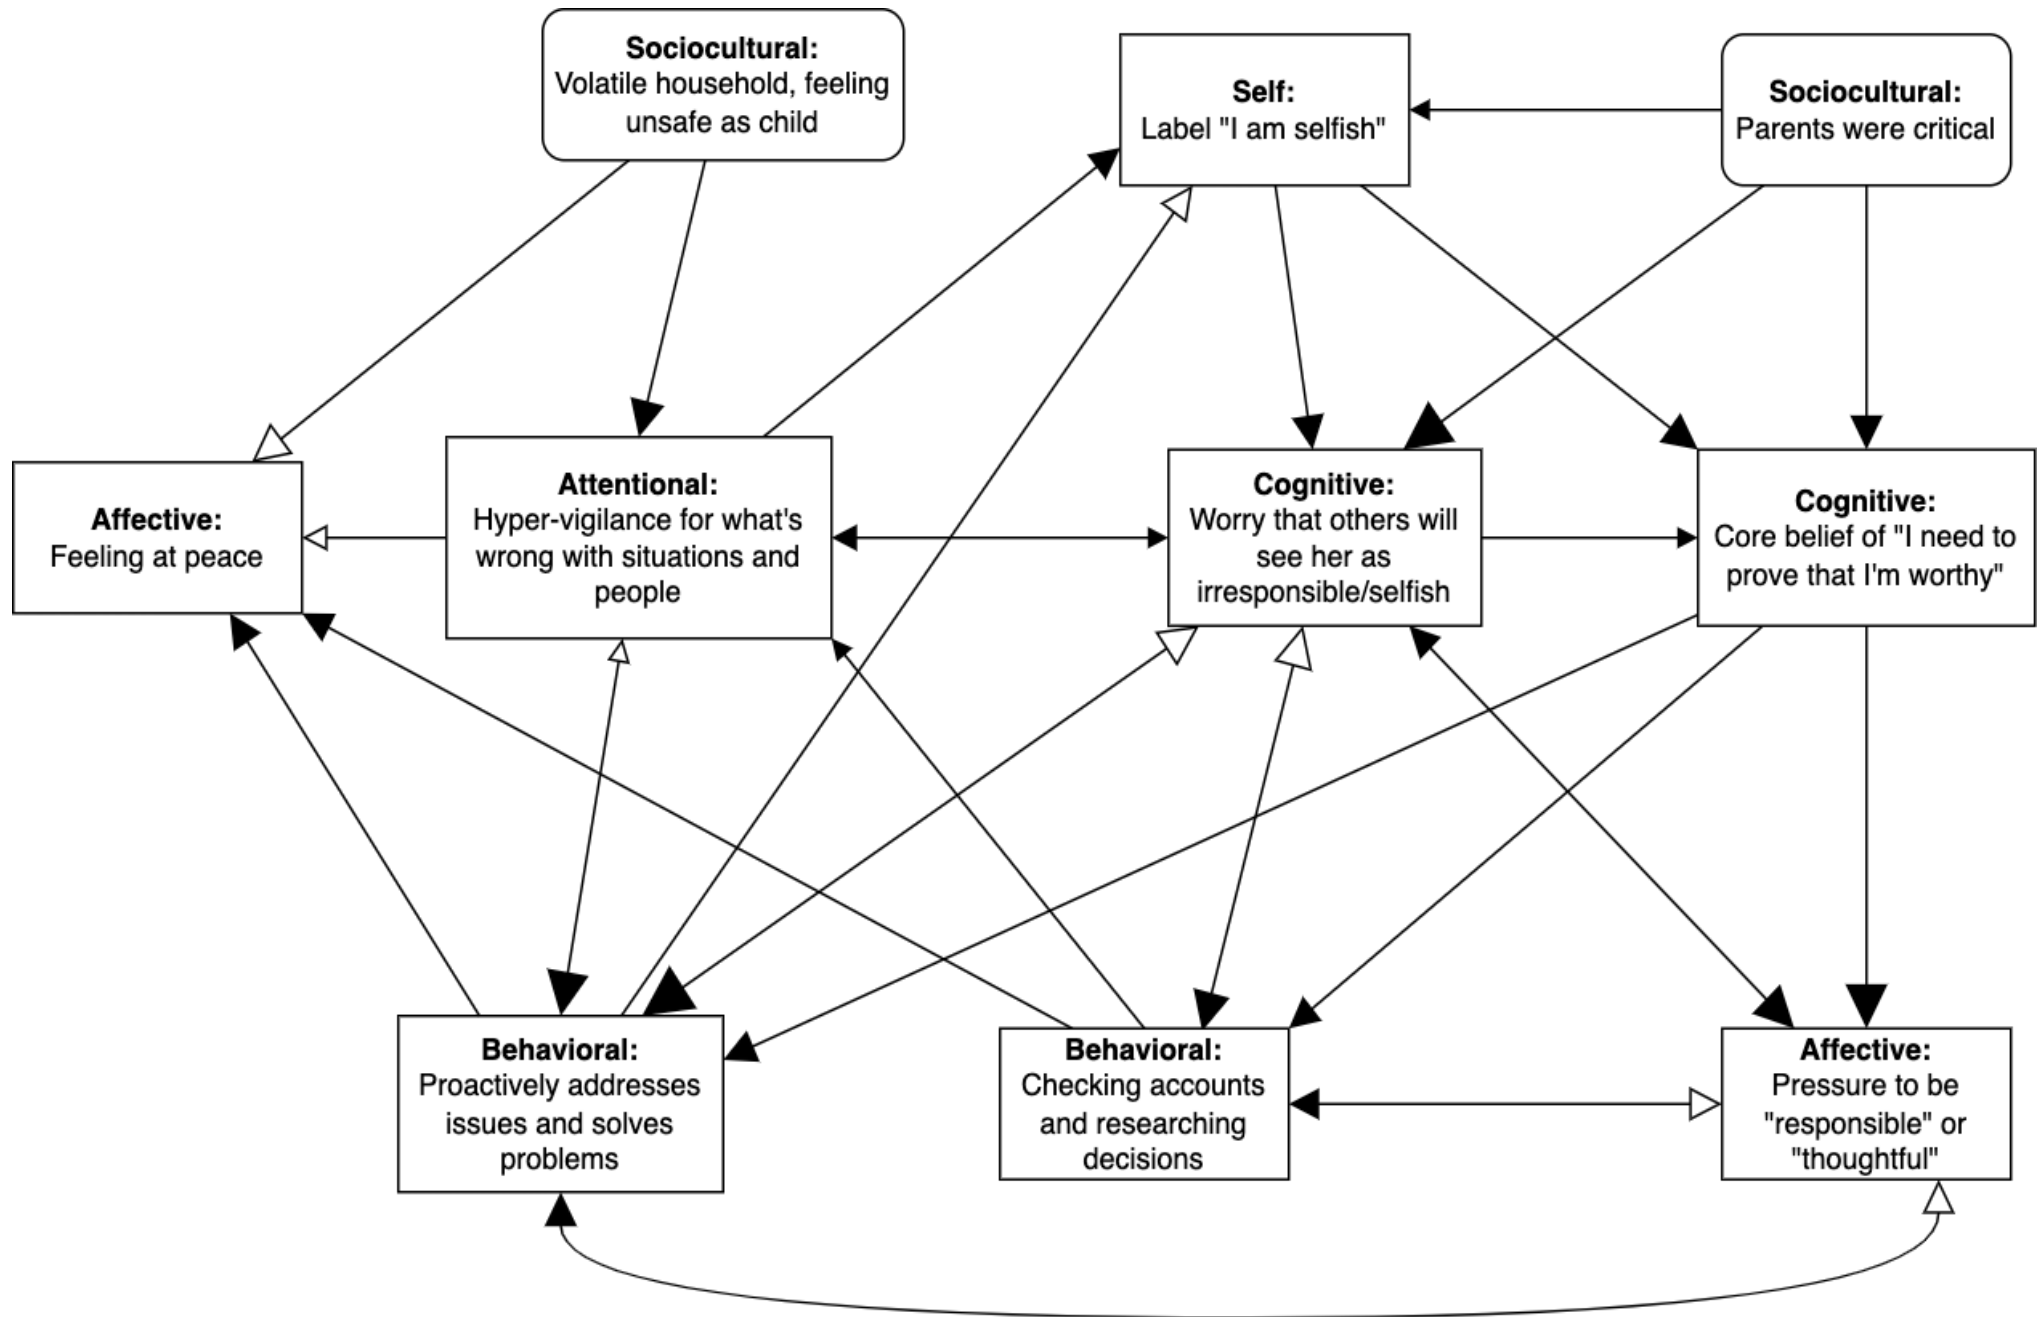 Sociocultural:
Volatile household, feeling
unsafe as child
Self:
Label "I am selfish"
Sociocultural:
Parents were critical
Affective:
Feeling at peace
Attentional:
Hyper-vigilance for what's
wrong with situations and
people
Cognitive:
Worry that others will
see her as
irresponsible/selfish
Cognitive:
Core belief of "I need to
prove that I'm worthy"
Behavioral:
Proactively addresses
issues and solves
problems
Behavioral:
Checking accounts
and researching
decisions
Affective:
Pressure to be
"responsible" or
"thoughtful"